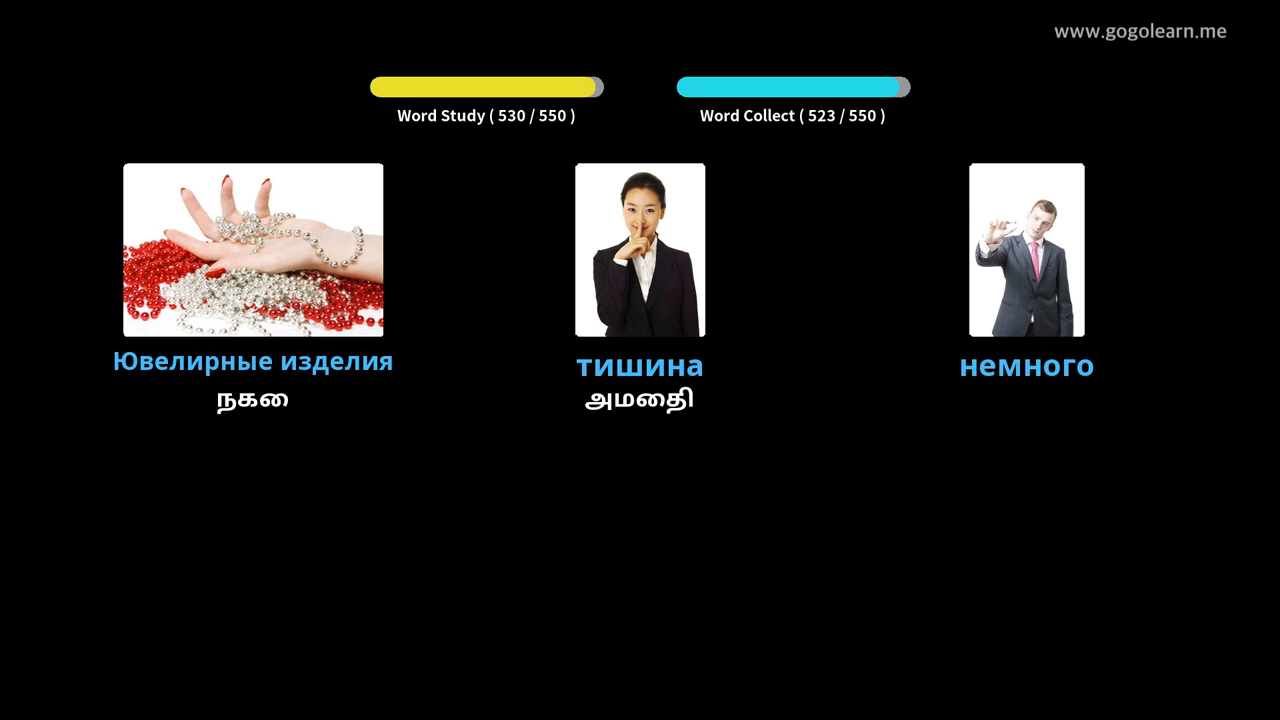 www.gogolearn.me
Word Study ( 530 / 550 )
Word Collect ( 523 / 550 )
Ювелирные изделия
тишина
немного
நகை
அமைதி